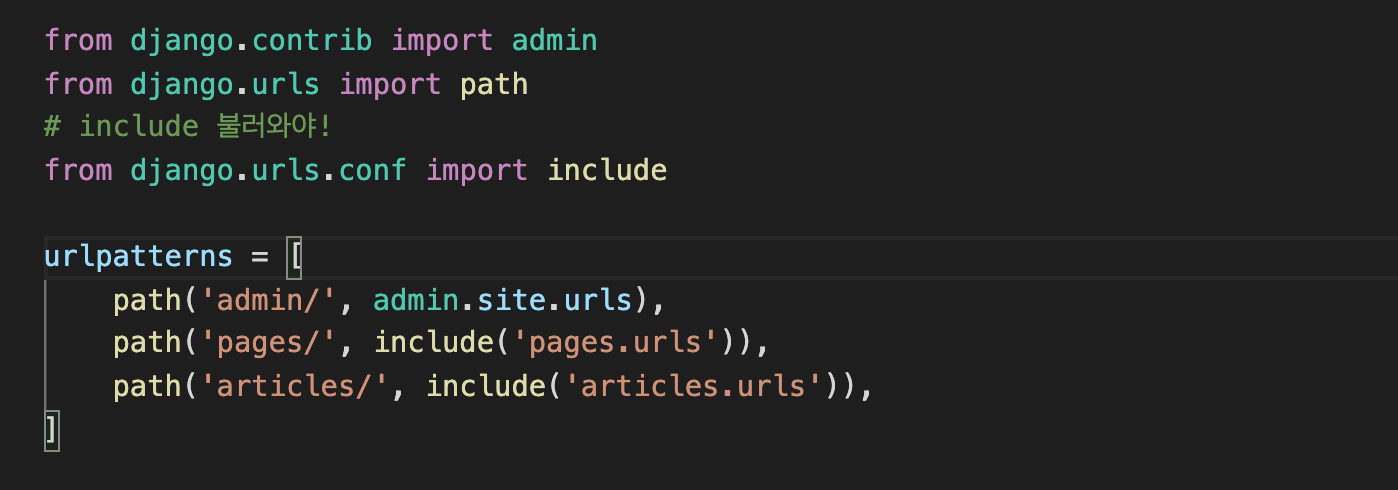 from django.contrib import admin
from django.urls import path
# include 불러와야!
from django.urls.conf import include
urlpatterns = [
    path('admin/', admin.site.urls),
    path('pages/', include('pages.urls')),
    path('articles/', include('articles.urls')),
]